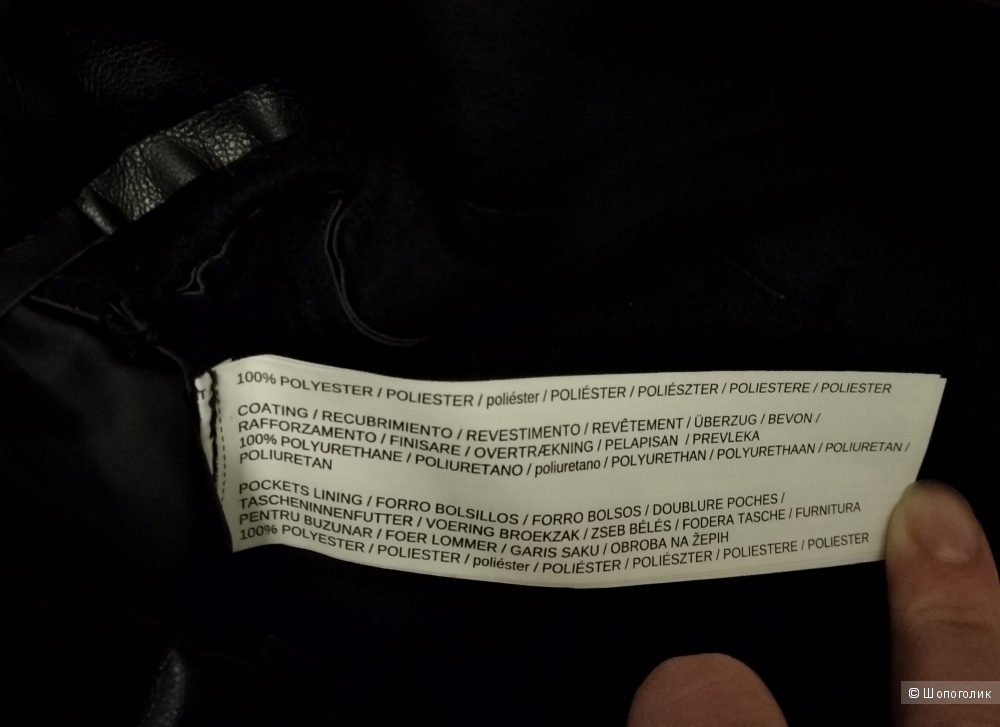 100% POLYESTER / POLIESTER / poliéster / POLIÉSTER / POLIÉSZTER / POLIESTERE / POLIESTER
COATING / RECUBRIMIENTO / REVESTIMENTO / REVÊTEMENT / ÜBERZUG / BEVON /
RAFFORZAMENTO / FINISARE / OVERTRÆKNING / PELAPISAN / PREVLEKA
100% POLYURETHANE / POLIURETANO / poliuretano / POLYURETHAN / POLYURETHAAN / POLIURETAN /
POLIURETAN
POCKETS LINING / FORRO BOLSILLOS / FORRO BOLSOS / DOUBLURE POCHES /
TASCHENINNENFUTTER / VOERING BROEKZAK / ZSEB BÉLÉS / FODERA TASCHE / FURNITURA
PENTRU BUZUNAR / FOER LOMMER / GARIS SAKU / OBROBA NA ŽEPIH
100% POLYESTER / POLIESTER / poliéster / POLIÉSTER / POLIÉSZTER / POLIESTERE / POLIESTER
© Шопоголик